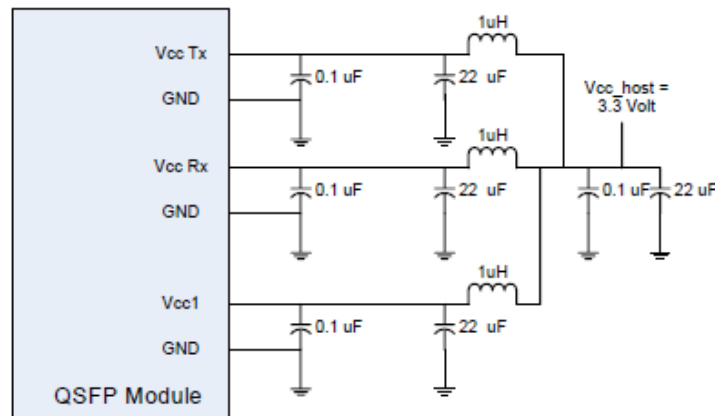 1uH
Vcc Tx
0.1 uF
22 uF
GND
Vcc_host =
3.3 Volt
1uH
Vcc Rx
0.1 uF
22 uF
0.1 uF
22 uF
GND
1uH
Vcc1
0.1 uF
22 uF
GND
QSFP Module